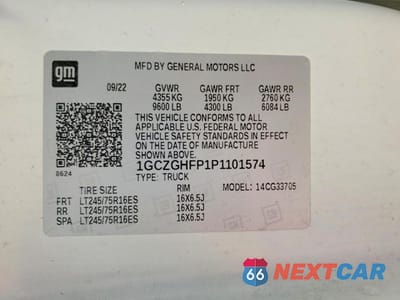 gm
MFD BY GENERAL MOTORS LLC
09/22 GVWR GAWR FRT GAWR RR
4355 KG 1950 KG 2760 KG
9600 LB 4300 LB 6084 LB
THIS VEHICLE CONFORMS TO ALL
APPLICABLE U.S. FEDERAL MOTOR
VEHICLE SAFETY STANDARDS IN EFFECT
ON THE DATE OF MANUFACTURE
SHOWN ABOVE.
8624
1GCZGHFP1P1101574
TYPE: TRUCK
TIRE SIZE RIM MODEL: 14CG33705
FRT LT245/75R16ES 16X6.5J
RR LT245/75R16ES 16X6.5J
SPA LT245/75R16ES 16X6.5J
66 NEXTCAR